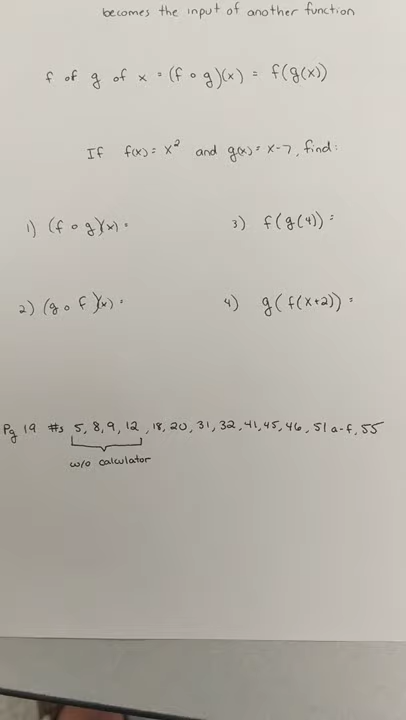 becomes the input of another function
f of g of x = (f ∘ g)(x) = f(g(x))
If f(x) = x² and g(x) = x-7, find:
1) (f ∘ g)(x) =
3) f(g(4)) =
2) (g ∘ f)(x) =
4) g(f(x+2)) =
Pg 19 #s 5, 8, 9, 12, 18, 20, 31, 32, 41, 45, 46, 51 a-f, 55
w/o calculator